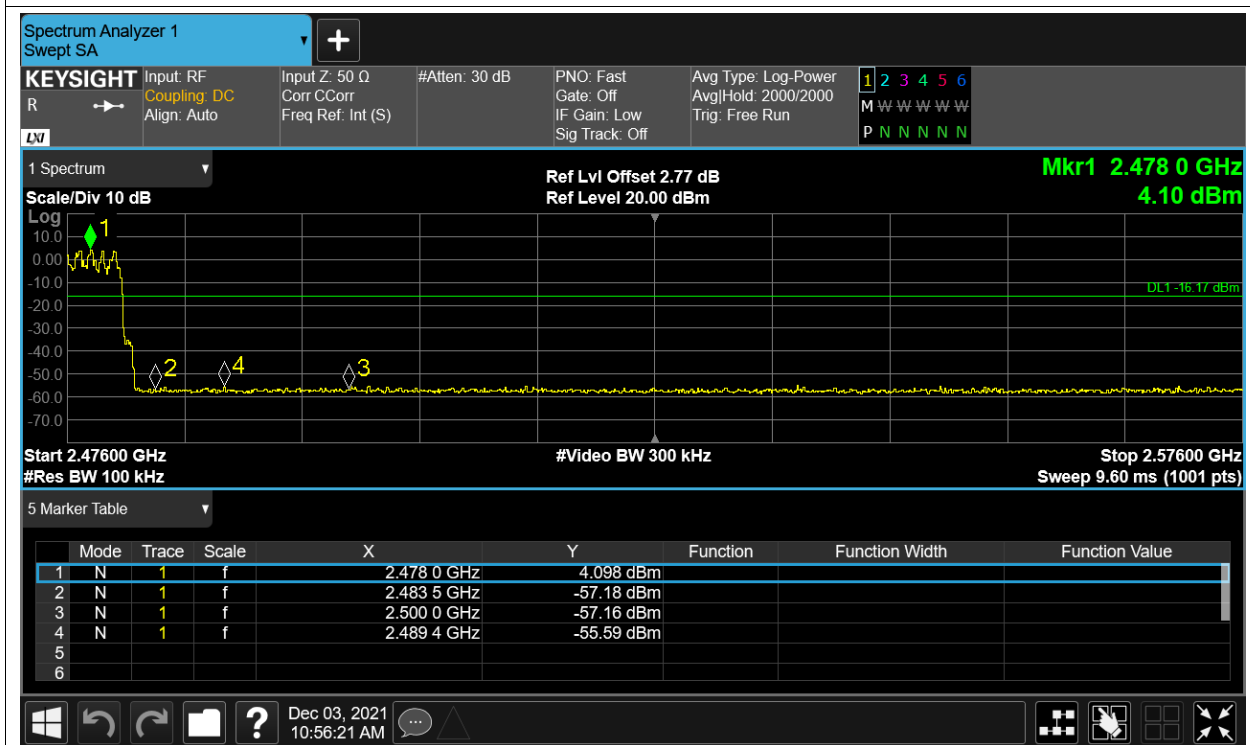 Spectrum Analyzer 1
Swept SA
+
KEYSIGHT Input: RF Input Z: 50 Ω #Atten: 30 dB PNO: Fast Avg Type: Log-Power 1 2 3 4 5 6
R Coupling: DC Corr CCorr Gate: Off Avg|Hold: 2000/2000 M W W W W W
Align: Auto Freq Ref: Int (S) IF Gain: Low Trig: Free Run
LXI Sig Track: Off P N N N N N
1 Spectrum Ref Lvl Offset 2.77 dB Mkr1 2.478 0 GHz
Scale/Div 10 dB Ref Level 20.00 dBm 4.10 dBm
Log
1
10.0
0.00
-10.0
DL1 -16.17 dBm
-20.0
-30.0
-40.0
2 4 3
-50.0
-60.0
-70.0
Start 2.47600 GHz #Video BW 300 kHz Stop 2.57600 GHz
#Res BW 100 kHz Sweep 9.60 ms (1001 pts)
5 Marker Table
Mode Trace Scale X Y Function Function Width Function Value
1 N 1 f 2.478 0 GHz 4.098 dBm
2 N 1 f 2.483 5 GHz -57.18 dBm
3 N 1 f 2.500 0 GHz -57.16 dBm
4 N 1 f 2.489 4 GHz -55.59 dBm
5
6
? Dec 03, 2021
10:56:21 AM